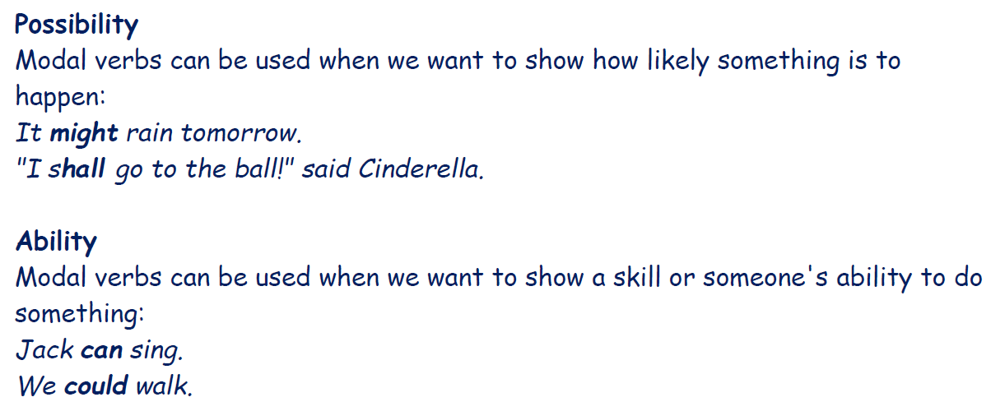 Possibility
Modal verbs can be used when we want to show how likely something is to
happen:
It might rain tomorrow.
"I shall go to the ball!" said Cinderella.
Ability
Modal verbs can be used when we want to show a skill or someone's ability to do
something:
Jack can sing.
We could walk.